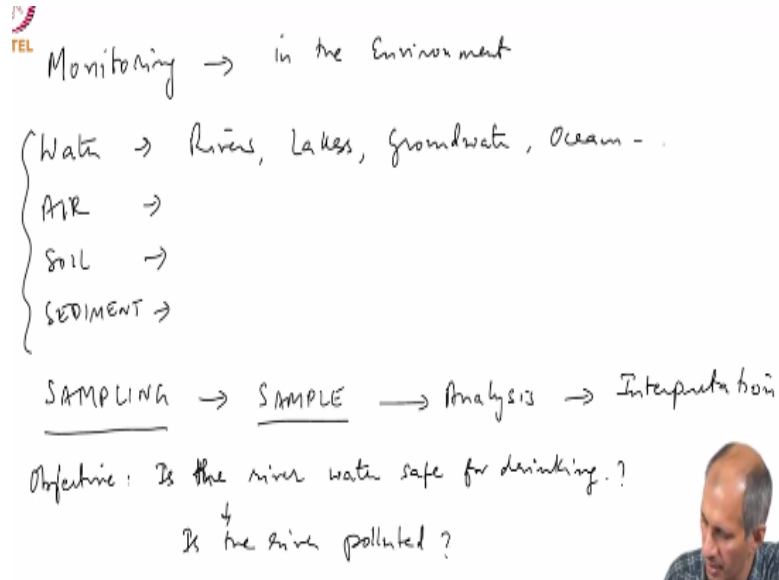 TEL
Monitoring → in the Environment
Water → Rivers, Lakes, Groundwater, Ocean - .
AIR →
SOIL →
SEDIMENT →
SAMPLING → SAMPLE → Analysis → Interpretation
Objective: Is the river water safe for drinking.?
Is the river polluted?